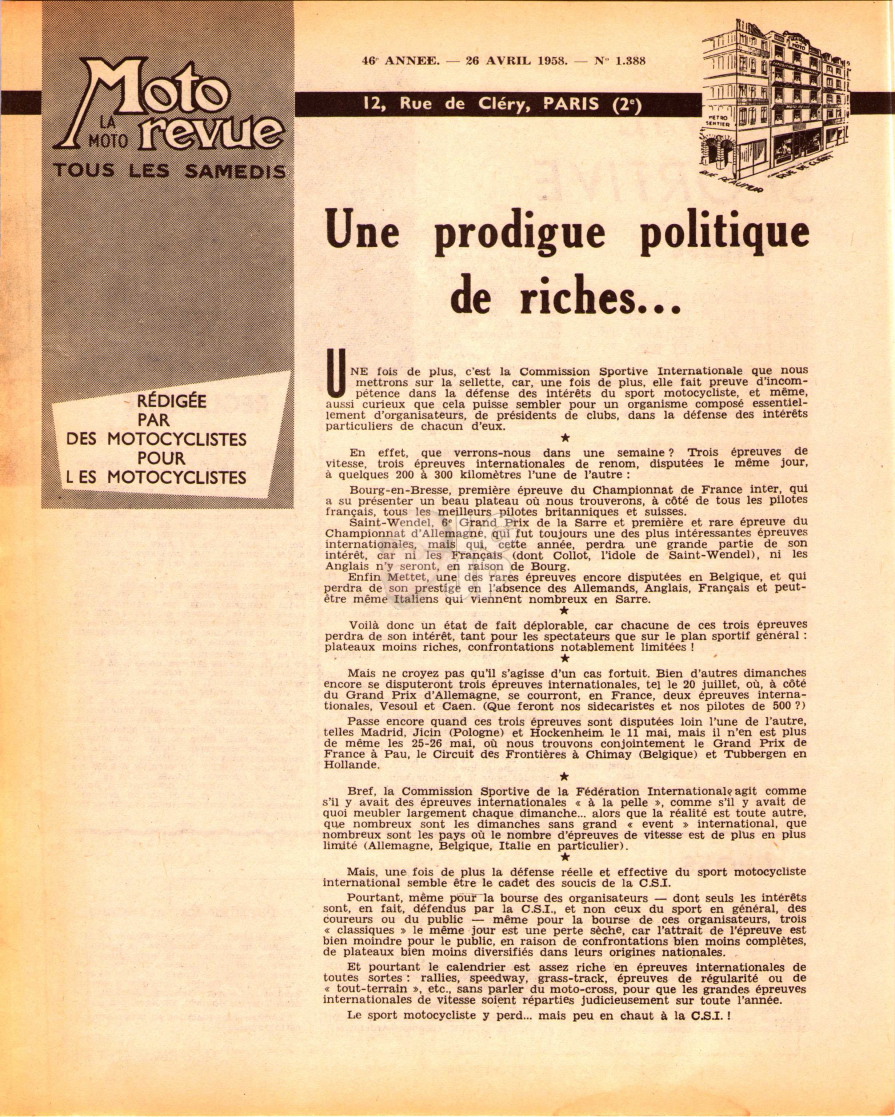 46e ANNEE. — 26 AVRIL 1958. — N° 1.388
Moto
LA
MOTO revue
TOUS LES SAMEDIS
12, Rue de Cléry, PARIS (2e)
METRO
SENTIER
RUE REAUMUR
RUE DE CLERY
Une prodigue politique
de riches...
RÉDIGÉE
PAR
DES MOTOCYCLISTES
POUR
LES MOTOCYCLISTES
UNE fois de plus, c'est la Commission Sportive Internationale que nous
mettrons sur la sellette, car, une fois de plus, elle fait preuve d'incom-
pétence dans la défense des intérêts du sport motocycliste, et même,
aussi curieux que cela puisse sembler pour un organisme composé essentiel-
lement d'organisateurs, de présidents de clubs, dans la défense des intérêts
particuliers de chacun d'eux.
★
En effet, que verrons-nous dans une semaine ? Trois épreuves de
vitesse, trois épreuves internationales de renom, disputées le même jour,
à quelques 200 à 300 kilomètres l'une de l'autre :
Bourg-en-Bresse, première épreuve du Championnat de France inter, qui
a su présenter un beau plateau où nous trouverons, à côté de tous les pilotes
français, tous les meilleurs pilotes britanniques et suisses.
Saint-Wendel, 6e Grand Prix de la Sarre et première et rare épreuve du
Championnat d'Allemagne, qui fut toujours une des plus intéressantes épreuves
internationales, mais qui, cette année, perdra une grande partie de son
intérêt, car ni les Français (dont Collot, l'idole de Saint-Wendel), ni les
Anglais n'y seront, en raison de Bourg.
Enfin Mettet, une des rares épreuves encore disputées en Belgique, et qui
perdra de son prestige en l'absence des Allemands, Anglais, Français et peut-
être même Italiens qui viennent nombreux en Sarre.
★
Voilà donc un état de fait déplorable, car chacune de ces trois épreuves
perdra de son intérêt, tant pour les spectateurs que sur le plan sportif général :
plateaux moins riches, confrontations notablement limitées !
★
Mais ne croyez pas qu'il s'agisse d'un cas fortuit. Bien d'autres dimanches
encore se disputeront trois épreuves internationales, tel le 20 juillet, où, à côté
du Grand Prix d'Allemagne, se courront, en France, deux épreuves interna-
tionales, Vesoul et Caen. (Que feront nos sidecaristes et nos pilotes de 500 ?)
Passe encore quand ces trois épreuves sont disputées loin l'une de l'autre,
telles Madrid, Jicin (Pologne) et Hockenheim le 11 mai, mais il n'en est plus
de même les 25-26 mai, où nous trouvons conjointement le Grand Prix de
France à Pau, le Circuit des Frontières à Chimay (Belgique) et Tubbergen en
Hollande.
★
Bref, la Commission Sportive de la Fédération Internationale agit comme
s'il y avait des épreuves internationales « à la pelle », comme s'il y avait de
quoi meubler largement chaque dimanche... alors que la réalité est toute autre,
que nombreux sont les dimanches sans grand « event » international, que
nombreux sont les pays où le nombre d'épreuves de vitesse est de plus en plus
limité (Allemagne, Belgique, Italie en particulier).
★
Mais, une fois de plus la défense réelle et effective du sport motocycliste
international semble être le cadet des soucis de la C.S.I.
Pourtant, même pour la bourse des organisateurs — dont seuls les intérêts
sont, en fait, défendus par la C.S.I., et non ceux du sport en général, des
coureurs ou du public — même pour la bourse de ces organisateurs, trois
« classiques » le même jour est une perte sèche, car l'attrait de l'épreuve est
bien moindre pour le public, en raison de confrontations bien moins complètes,
de plateaux bien moins diversifiés dans leurs origines nationales.
Et pourtant le calendrier est assez riche en épreuves internationales de
toutes sortes : rallies, speedway, grass-track, épreuves de régularité ou de
« tout-terrain », etc., sans parler du moto-cross, pour que les grandes épreuves
internationales de vitesse soient réparties judicieusement sur toute l'année.
Le sport motocycliste y perd... mais peu en chaut à la C.S.I. !